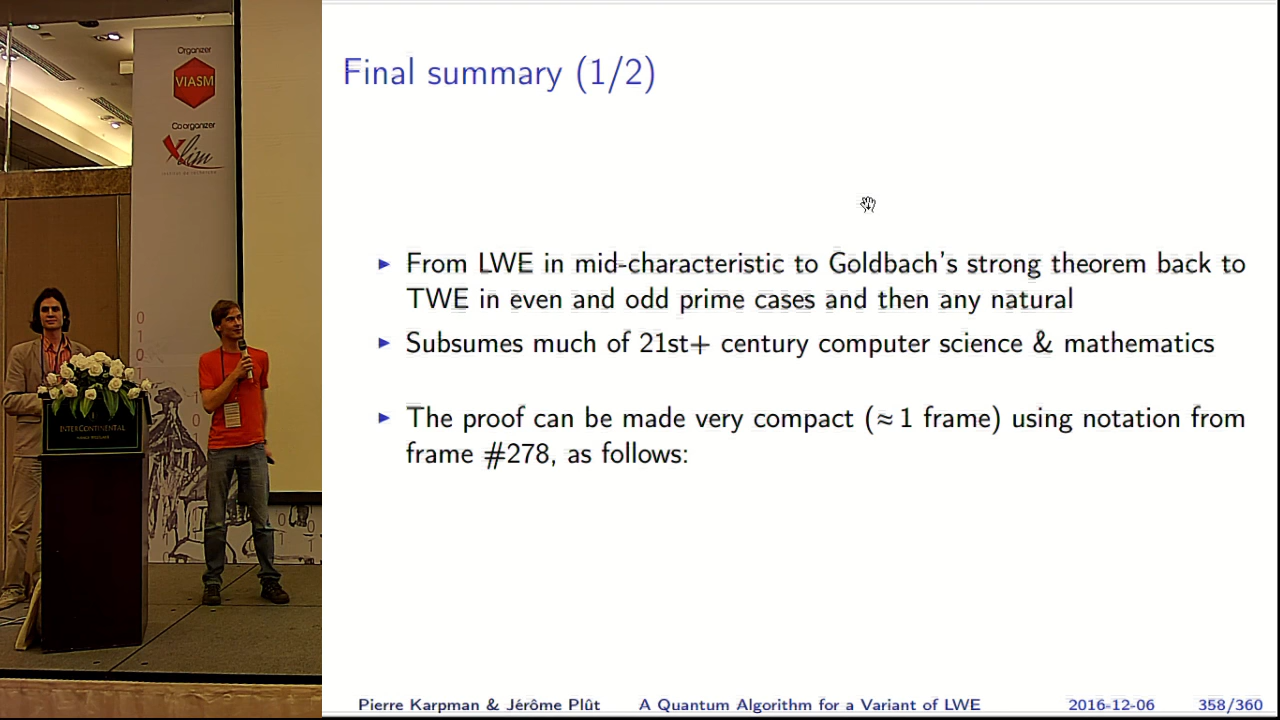 Organizer
VIASM
Co organizer
Xlim
INTERCONTINENTAL
Final summary (1/2)
► From LWE in mid-characteristic to Goldbach's strong theorem back to
TWE in even and odd prime cases and then any natural
► Subsumes much of 21st+ century computer science & mathematics
► The proof can be made very compact (≈ 1 frame) using notation from
frame #278, as follows:
Pierre Karpman & Jérôme Plût A Quantum Algorithm for a Variant of LWE 2016-12-06 358/360